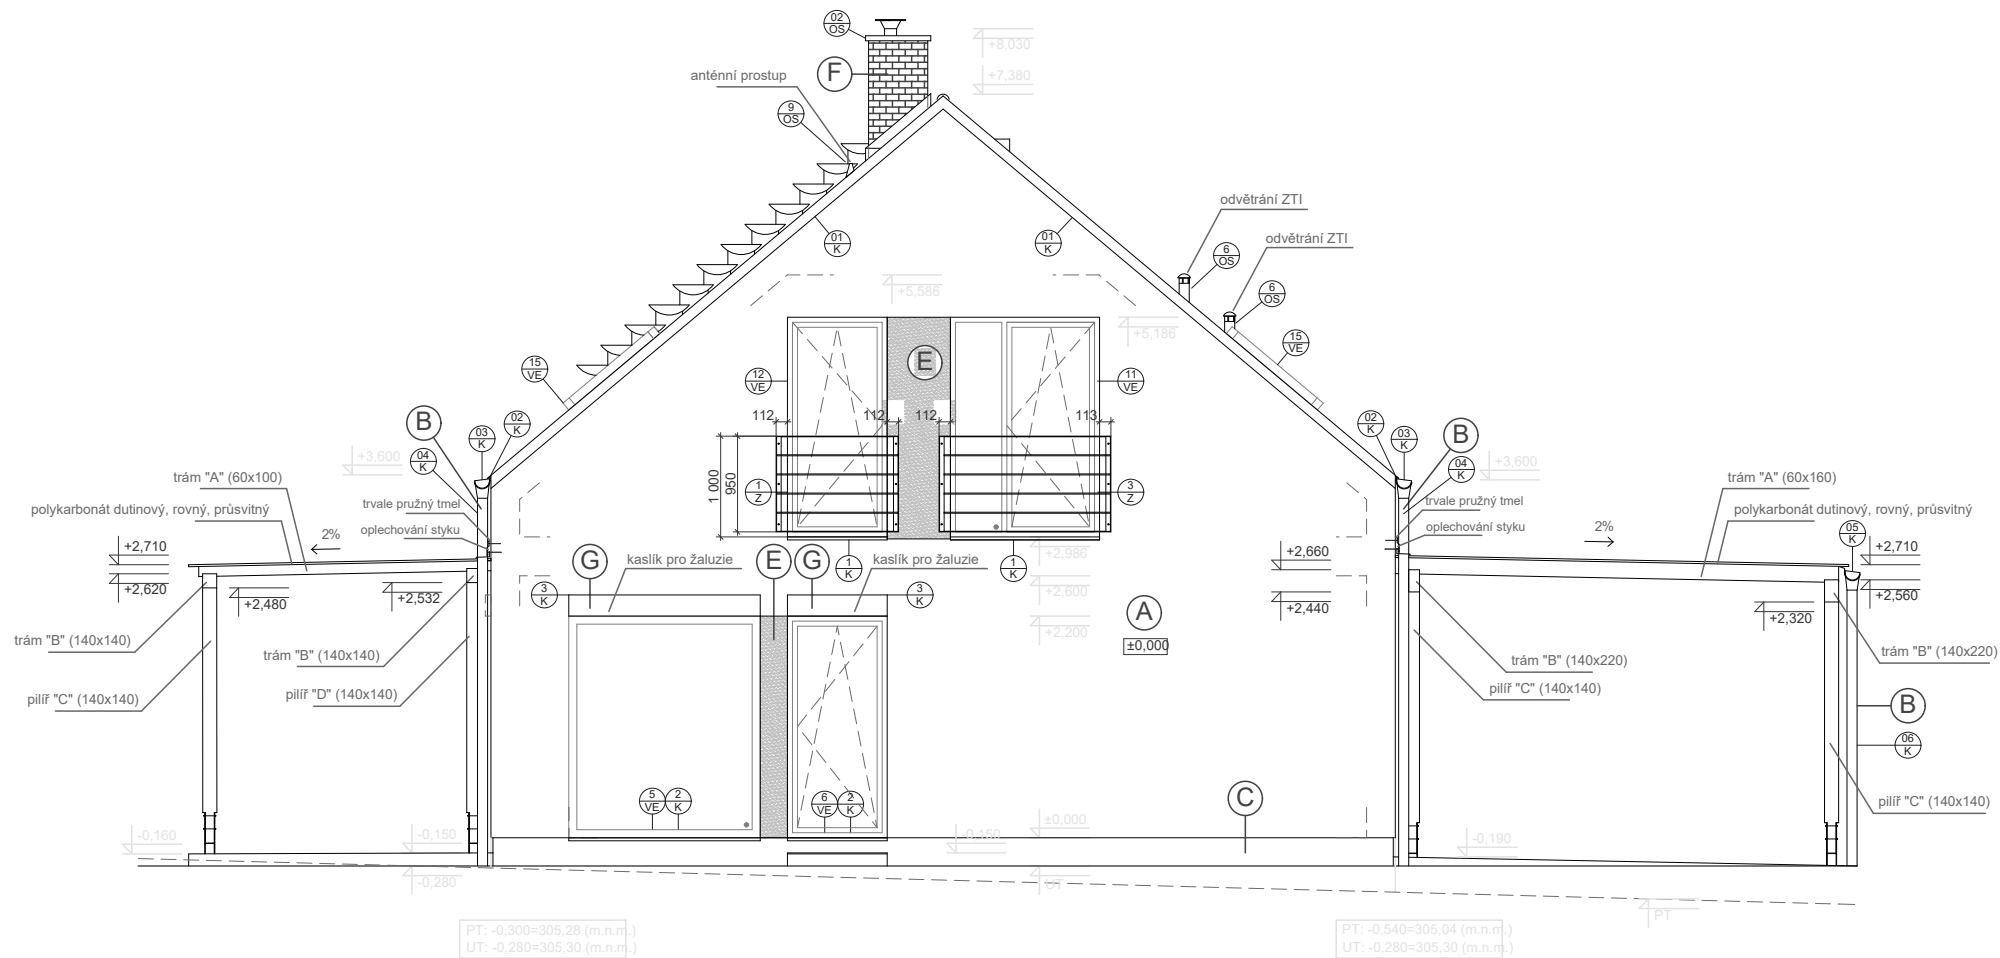 02
OS
+8,030
F
+7,380
anténní prostup
9
OS
odvětrání ZTI
01
K
01
K
odvětrání ZTI
6
OS
6
OS
+5,586
+5,186
15
VE
15
VE
E
12
VE
11
VE
112
112
112
113
B
02
K
03
K
04
K
02
K
03
K
B
04
K
+3,600
+3,600
trám "A" (60x100)
trám "A" (60x160)
1 000
950
1
Z
3
Z
trvale pružný tmel
trvale pružný tmel
polykarbonát dutinový, rovný, průsvitný
polykarbonát dutinový, rovný, průsvitný
oplechování styku
oplechování styku
2%
2%
05
K
+2,710
+2,620
+2,480
+2,532
G
kaslík pro žaluzie
E
G
kaslík pro žaluzie
1
K
1
K
+2,986
+2,600
+2,200
+2,660
+2,440
+2,710
+2,560
+2,320
3
K
3
K
A
±0,000
trám "B" (140x140)
trám "B" (140x140)
trám "B" (140x220)
trám "B" (140x220)
pilíř "C" (140x140)
pilíř "D" (140x140)
pilíř "C" (140x140)
B
06
K
5
VE
2
K
6
VE
2
K
C
pilíř "C" (140x140)
±0,000
-0,160
-0,150
-0,150
-0,190
-0,280
UT
PT
PT: -0,300=305,28 (m.n.m.)
UT: -0,280=305,30 (m.n.m.)
PT: -0,540=305,04 (m.n.m.)
UT: -0,280=305,30 (m.n.m.)